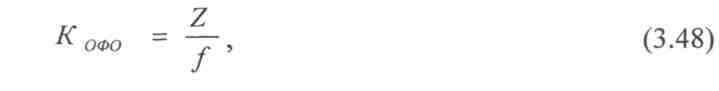 К ОФО = Z / f , (3.48)